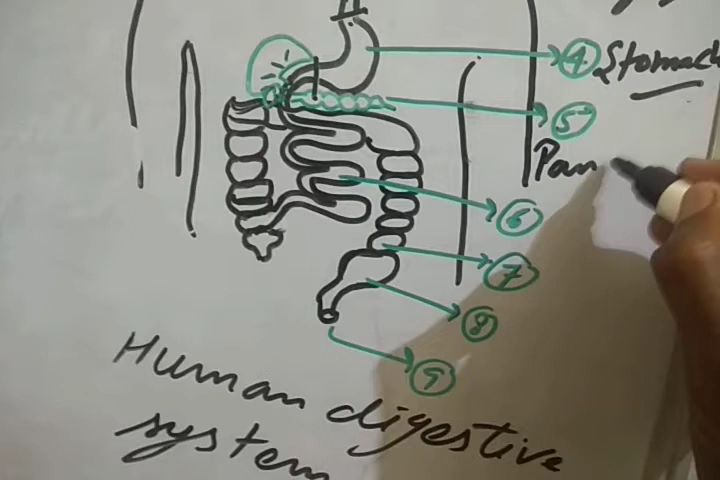 ④ Stomach
⑤
Pan
⑥
⑦
⑧
⑨
Human digestive
system